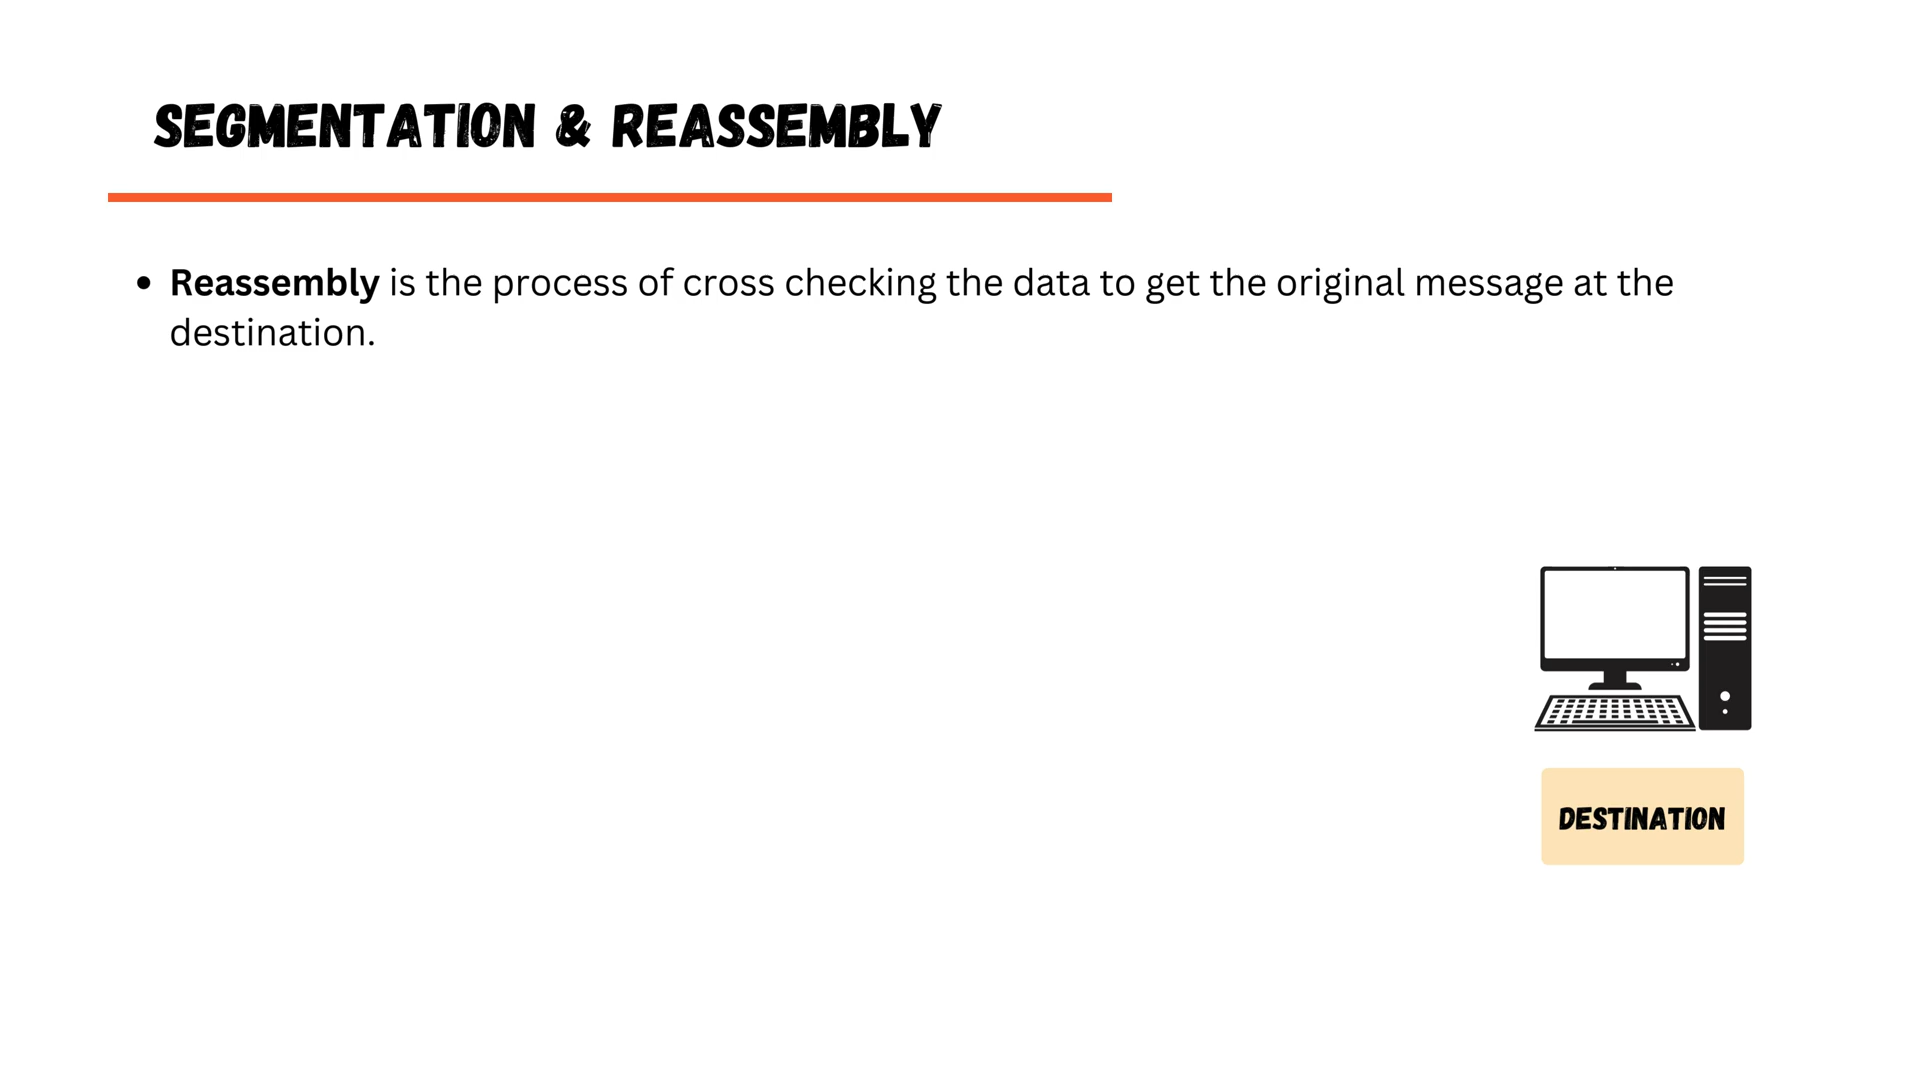 SEGMENTATION & REASSEMBLY
• Reassembly is the process of cross checking the data to get the original message at the
destination.
DESTINATION